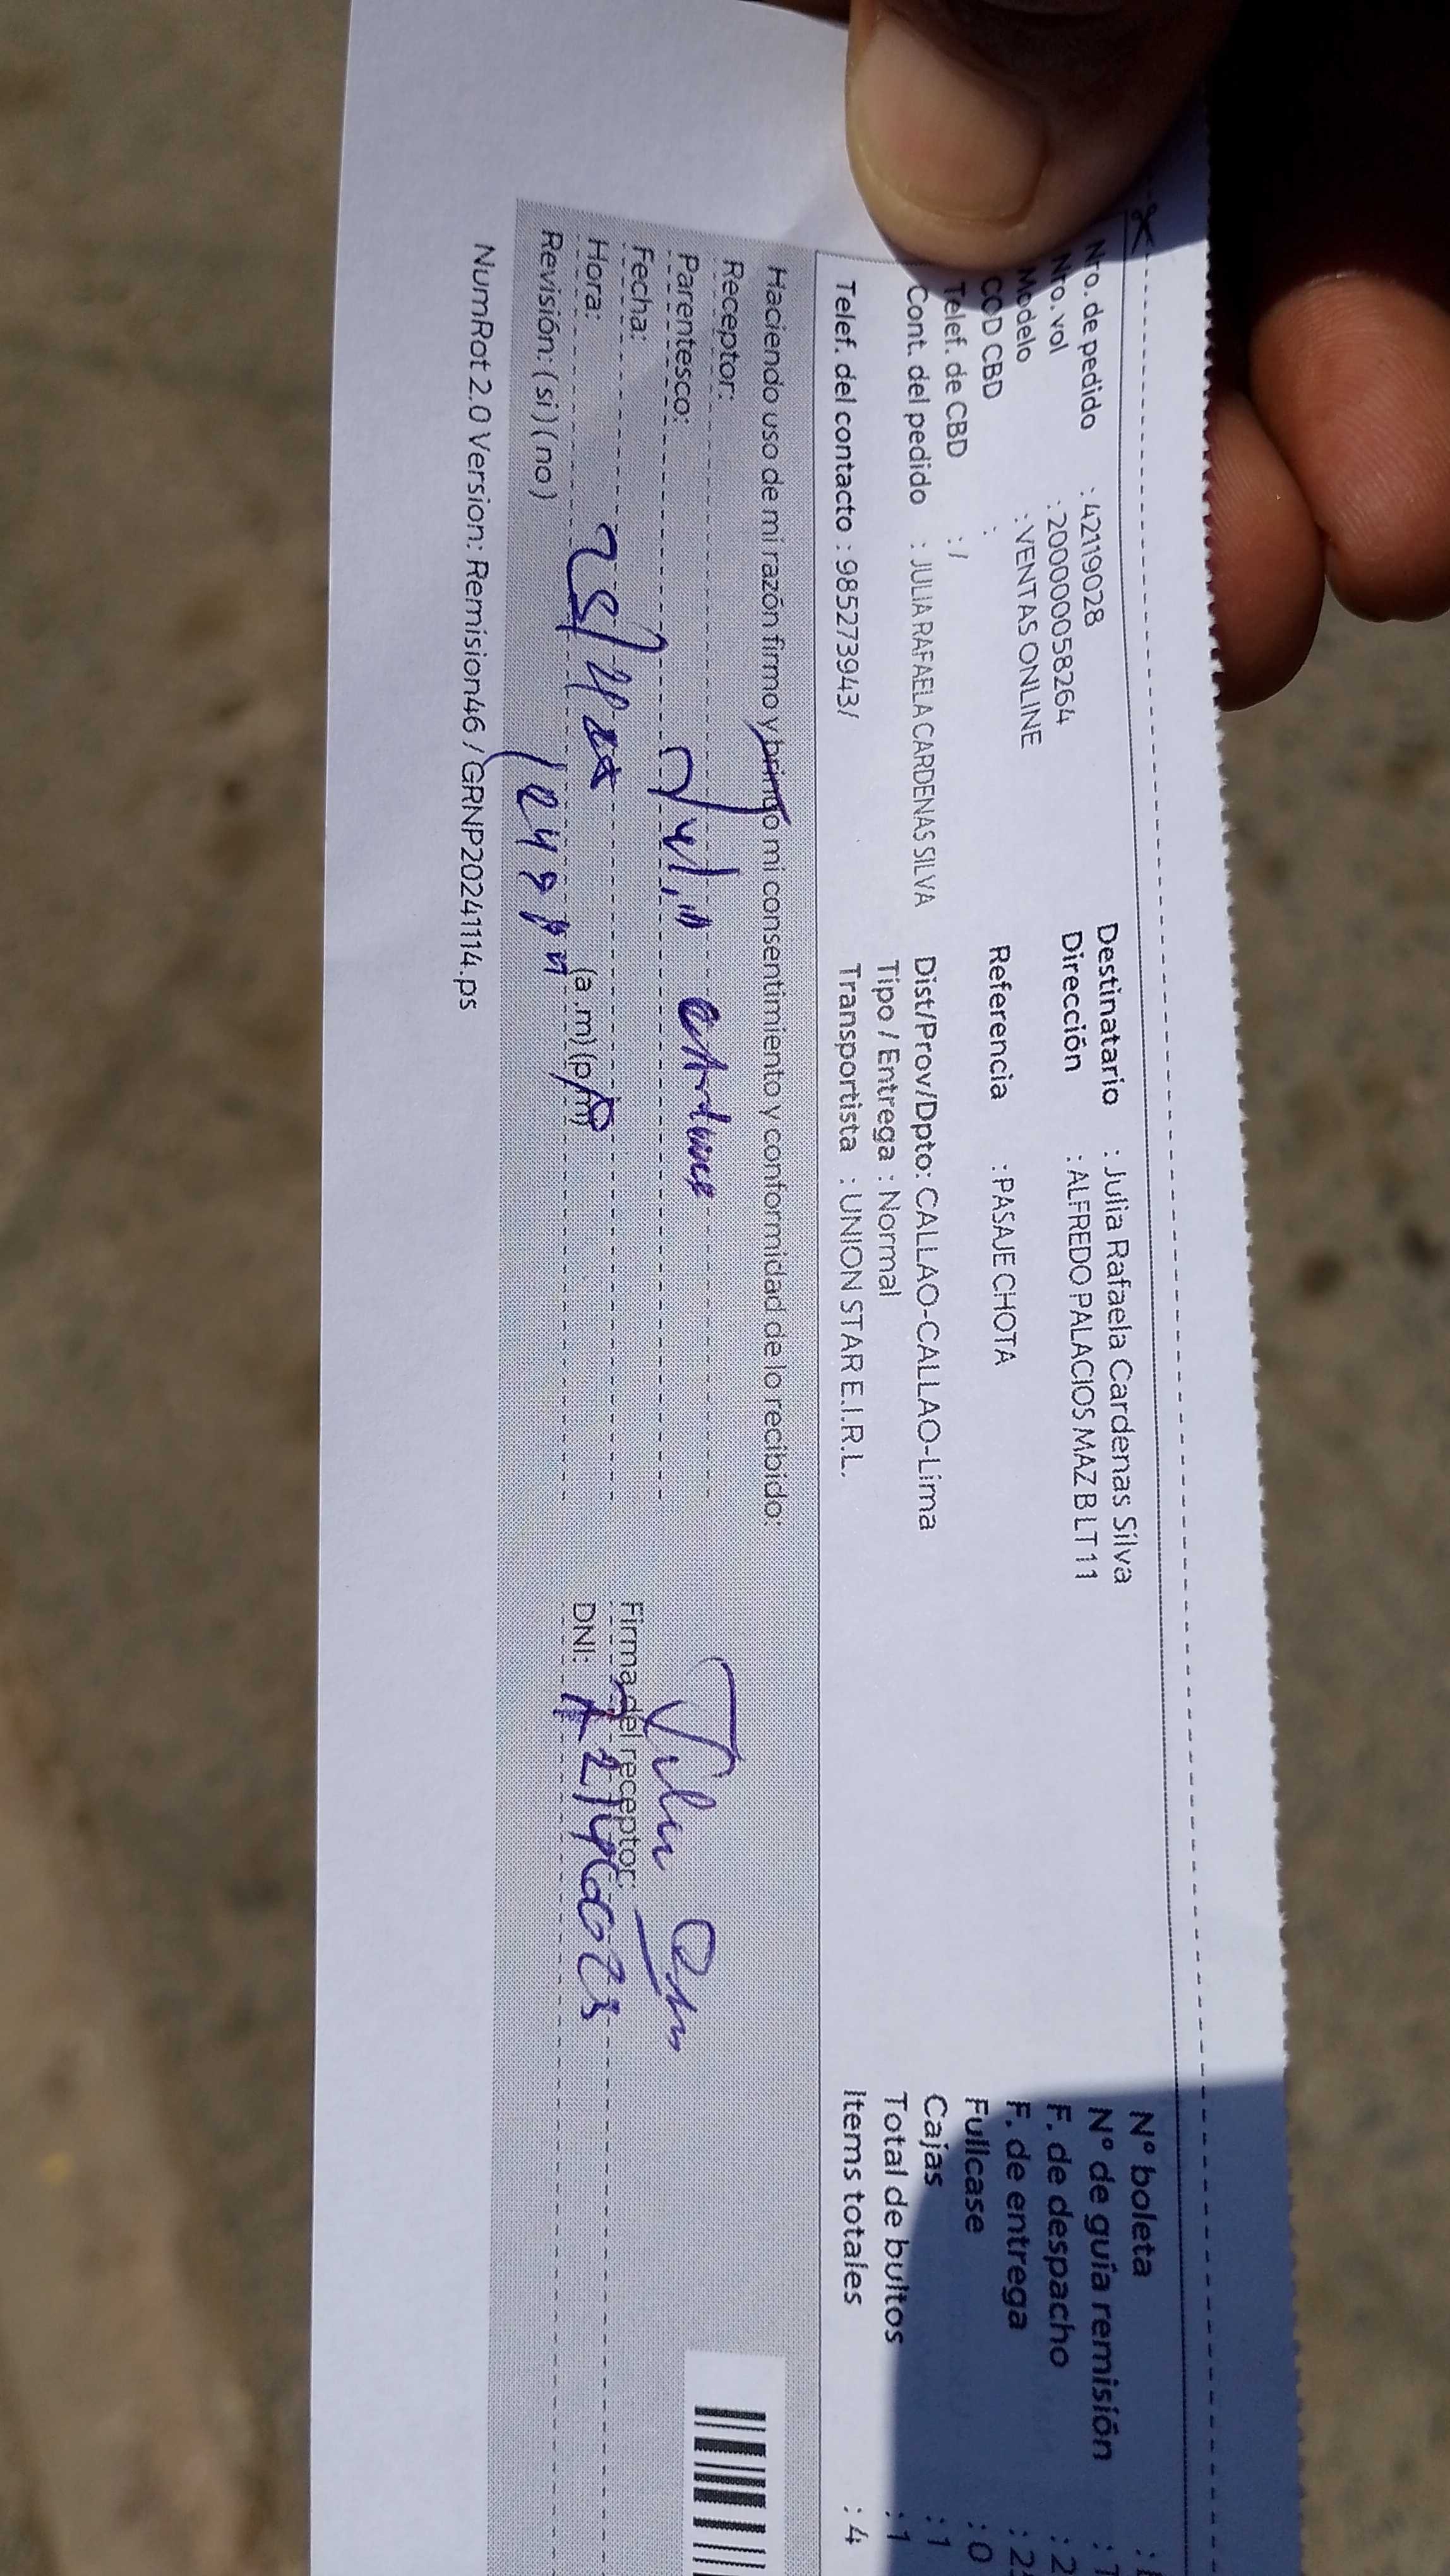 Nro. de pedido : 42119028
Nro. vol : 20000058264
Modelo : VENTAS ONLINE
COD CBD :
Telef. de CBD : /
Cont. del pedido : JULIA RAFAELA CARDENAS SILVA
Telef. del contacto : 985273943/
Destinatario : Julia Rafaela Cardenas Silva
Dirección : ALFREDO PALACIOS MAZ B LT 11
Referencia : PASAJE CHOTA
Dist/Prov/Dpto: CALLAO-CALLAO-Lima
Tipo / Entrega : Normal
Transportista : UNION STAR E.I.R.L.
N° boleta :
N° de guía remisión : 1
F. de despacho : 2
F. de entrega : 2
Fullcase : 0
Cajas : 1
Total de bultos : 1
Items totales : 4
Haciendo uso de mi razón firmo y brindo mi consentimiento y conformidad de lo recibido:
Receptor:
Parentesco:
Fecha:
Hora: (a.m)(p.m)
Revisión: (si) (no)
Firma del receptor:
DNI:
NumRot 2.0 Version: Remision46 / GRNP20241114.ps